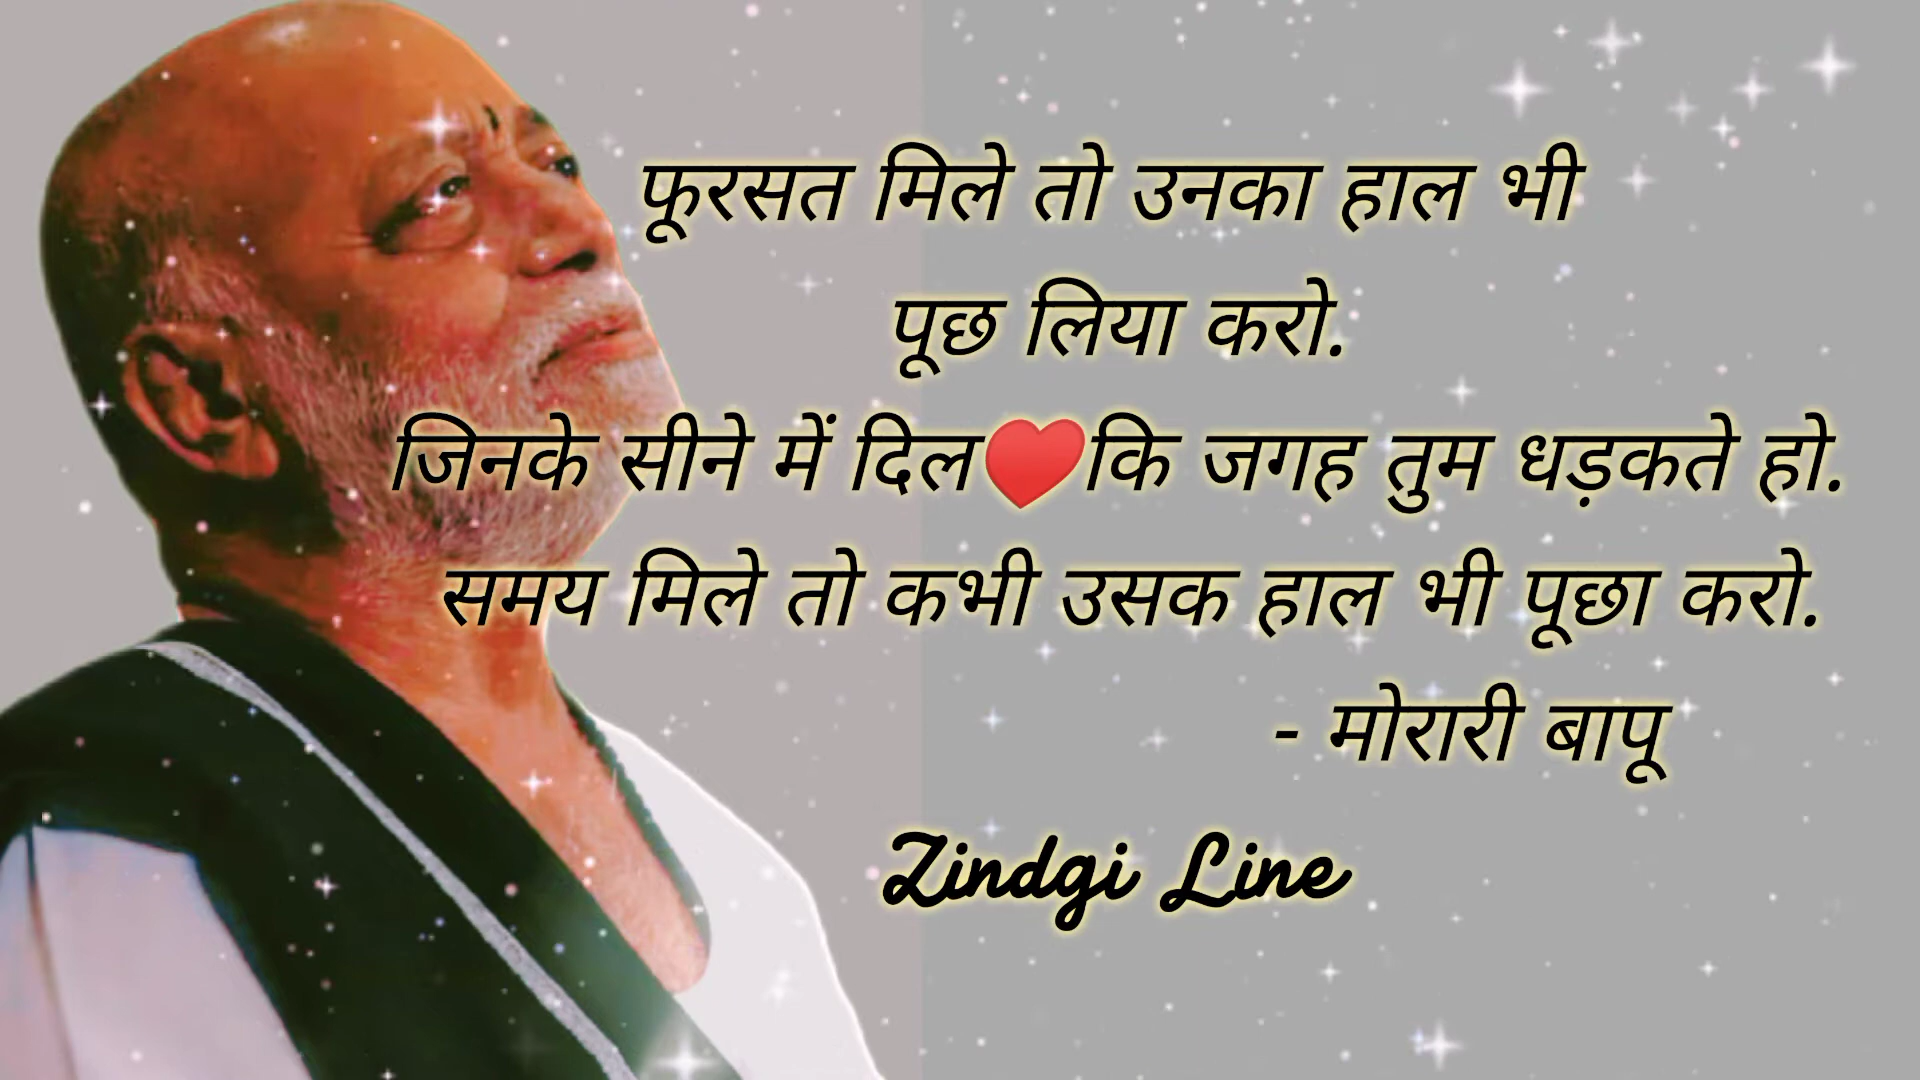 फूरसत मिले तो उनका हाल भी
पूछ लिया करो.
जिनके सीने में दिल♥️कि जगह तुम धड़कते हो.
समय मिले तो कभी उसक हाल भी पूछा करो.
- मोरारी बापू
Zindgi Line